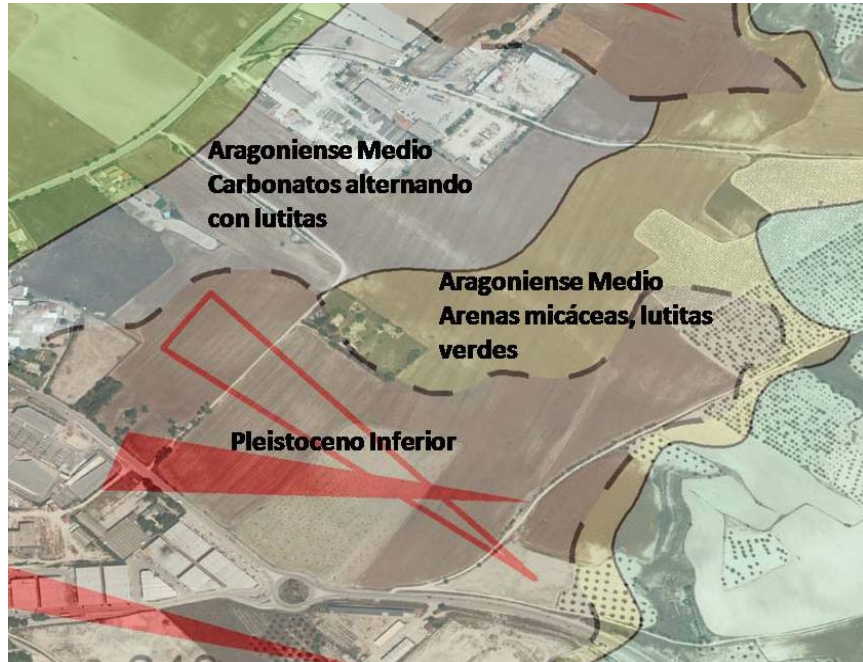 Aragoniense Medio
Carbonatos alternando
con lutitas
Aragoniense Medio
Arenas micáceas, lutitas
verdes
Pleistoceno Inferior